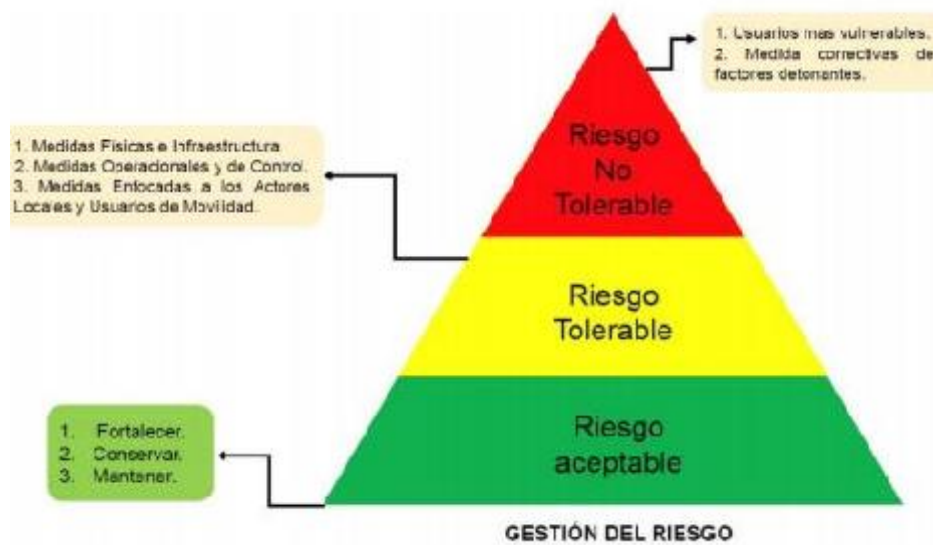 1. Usuarios mas vulnerables.
2. Medida correctivas de
factores detonantes.
Riesgo
No
Tolerable
1. Medidas Físicas e Infraestructura
2. Medidas Operacionales y de Control.
3. Medidas Enfocadas a los Actores
Locales y Usuarios de Movilidad.
Riesgo
Tolerable
1. Fortalecer.
2. Conservar.
3. Mantener.
Riesgo
aceptable
GESTIÓN DEL RIESGO